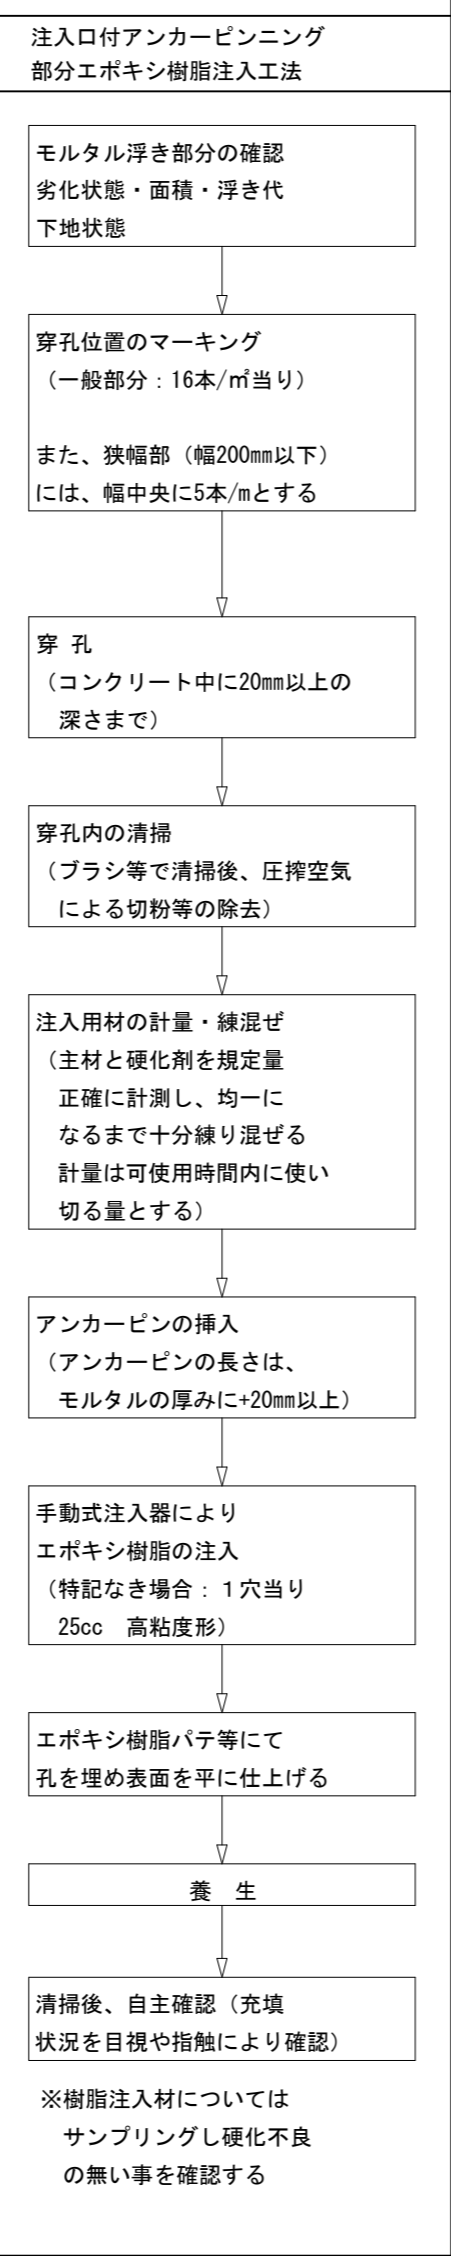 注入口付アンカーピンニング
部分エポキシ樹脂注入工法
モルタル浮き部分の確認
劣化状態・面積・浮き代
下地状態
穿孔位置のマーキング
（一般部分：16本/㎡当り）
また、狭幅部（幅200㎜以下）
には、幅中央に5本/mとする
穿 孔
（コンクリート中に20㎜以上の
深さまで）
穿孔内の清掃
（ブラシ等で清掃後、圧搾空気
による切粉等の除去）
注入用材の計量・練混ぜ
（主材と硬化剤を規定量
正確に計測し、均一に
なるまで十分練り混ぜる
計量は可使用時間内に使い
切る量とする）
アンカーピンの挿入
（アンカーピンの長さは、
モルタルの厚みに+20㎜以上）
手動式注入器により
エポキシ樹脂の注入
（特記なき場合：１穴当り
25cc　高粘度形）
エポキシ樹脂パテ等にて
孔を埋め表面を平に仕上げる
養　生
清掃後、自主確認（充填
状況を目視や指触により確認）
※樹脂注入材については
サンプリングし硬化不良
の無い事を確認する